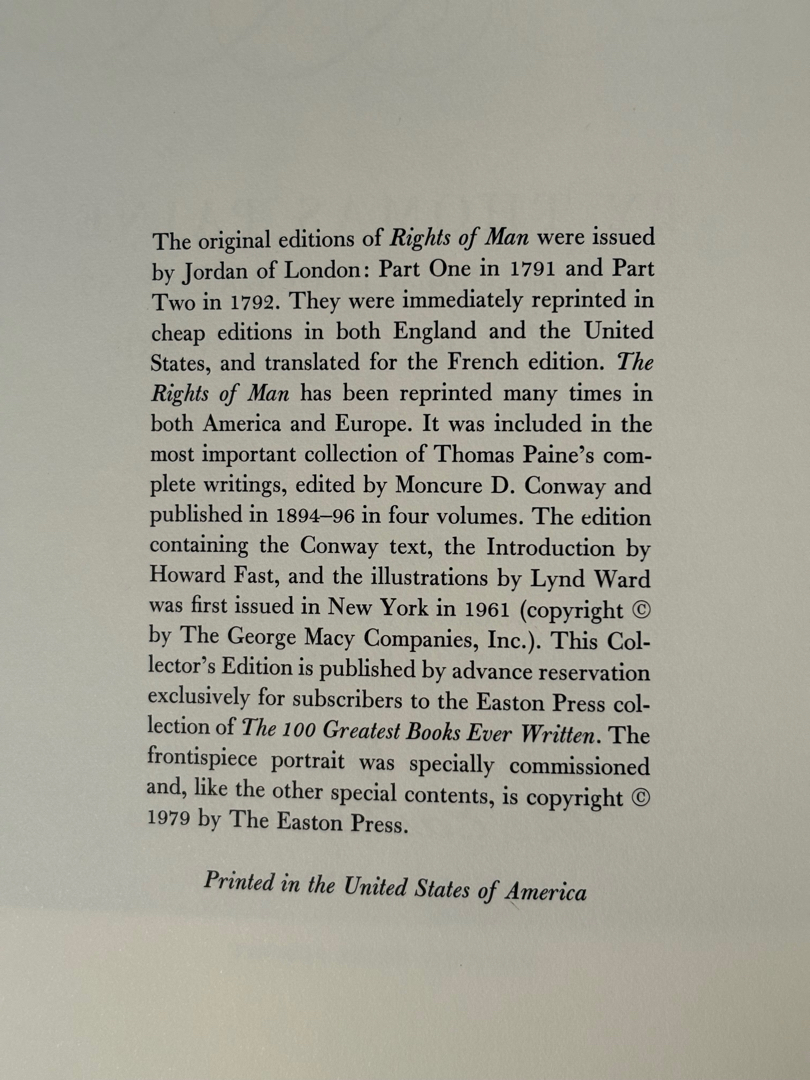 The original editions of Rights of Man were issued
by Jordan of London: Part One in 1791 and Part
Two in 1792. They were immediately reprinted in
cheap editions in both England and the United
States, and translated for the French edition. The
Rights of Man has been reprinted many times in
both America and Europe. It was included in the
most important collection of Thomas Paine's com-
plete writings, edited by Moncure D. Conway and
published in 1894–96 in four volumes. The edition
containing the Conway text, the Introduction by
Howard Fast, and the illustrations by Lynd Ward
was first issued in New York in 1961 (copyright ©
by The George Macy Companies, Inc.). This Col-
lector's Edition is published by advance reservation
exclusively for subscribers to the Easton Press col-
lection of The 100 Greatest Books Ever Written. The
frontispiece portrait was specially commissioned
and, like the other special contents, is copyright ©
1979 by The Easton Press.
Printed in the United States of America